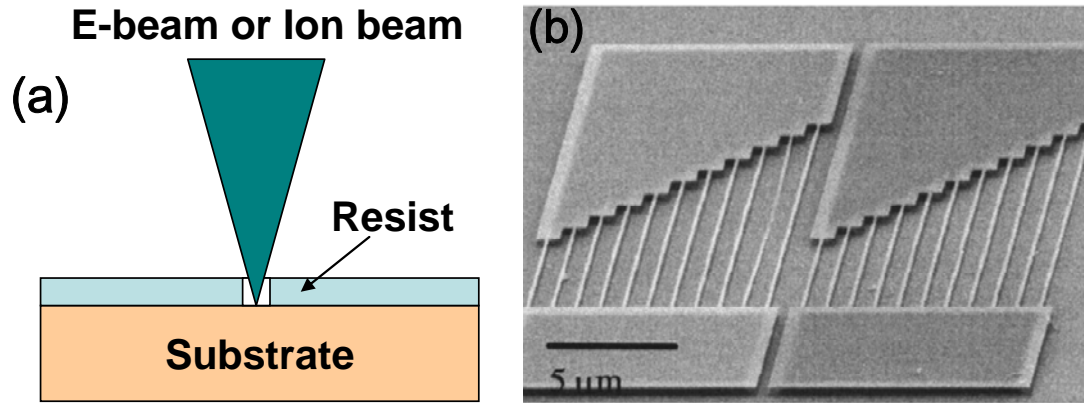 E-beam or Ion beam
(a)
Resist
Substrate
(b)
5 µm